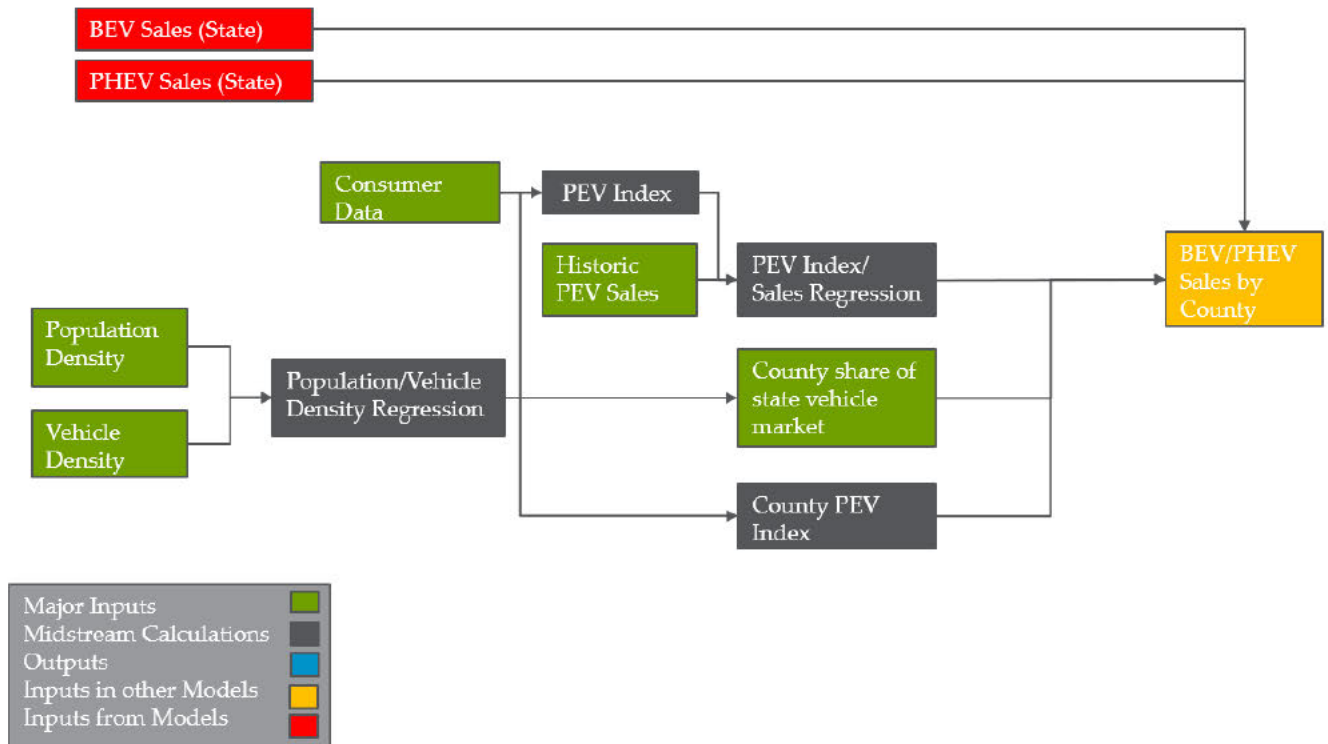 BEV Sales (State)
PHEV Sales (State)
Consumer
Data
PEV Index
Historic
PEV Sales
PEV Index/
Sales Regression
BEV/PHEV
Sales by
County
Population
Density
Vehicle
Density
Population/Vehicle
Density Regression
County share of
state vehicle
market
County PEV
Index
Major Inputs
Midstream Calculations
Outputs
Inputs in other Models
Inputs from Models